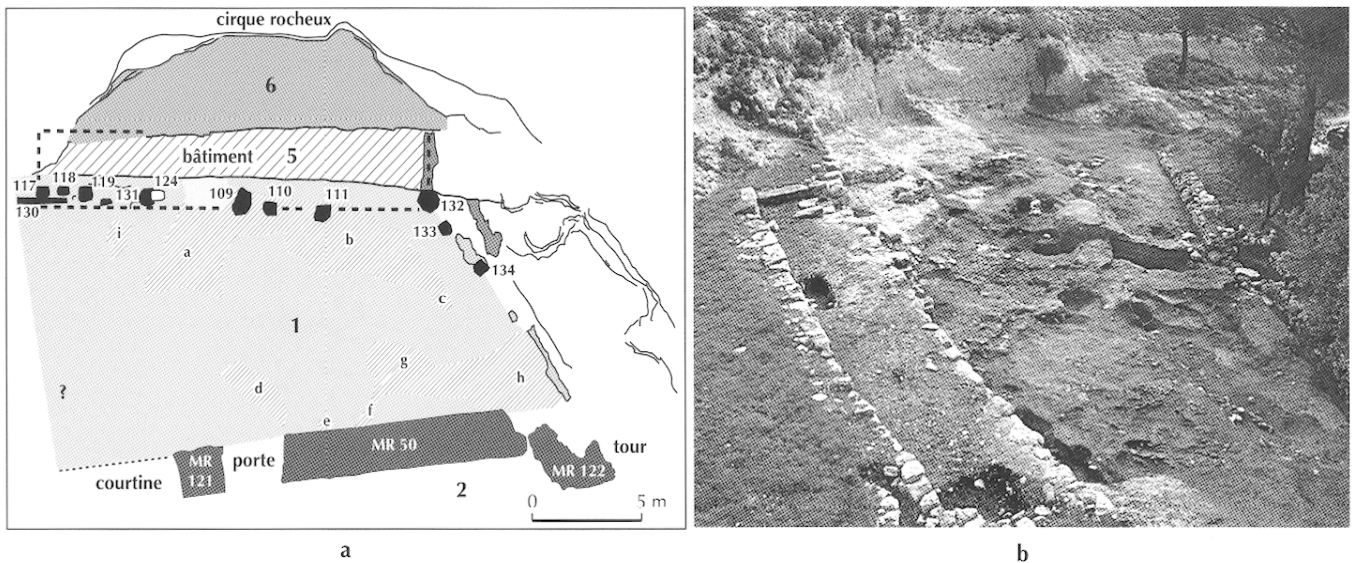 cirque rocheux
6
bâtiment 5
117 118 119 131 124 109 110 111 132
130
133
134
i
a
b
c
1
g
h
d
?
f
e
MR 50
MR 121
porte
courtine
MR 122
tour
2
0 5 m
a
b